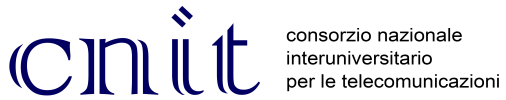 cnit
consorzio nazionale
interuniversitario
per le telecomunicazioni